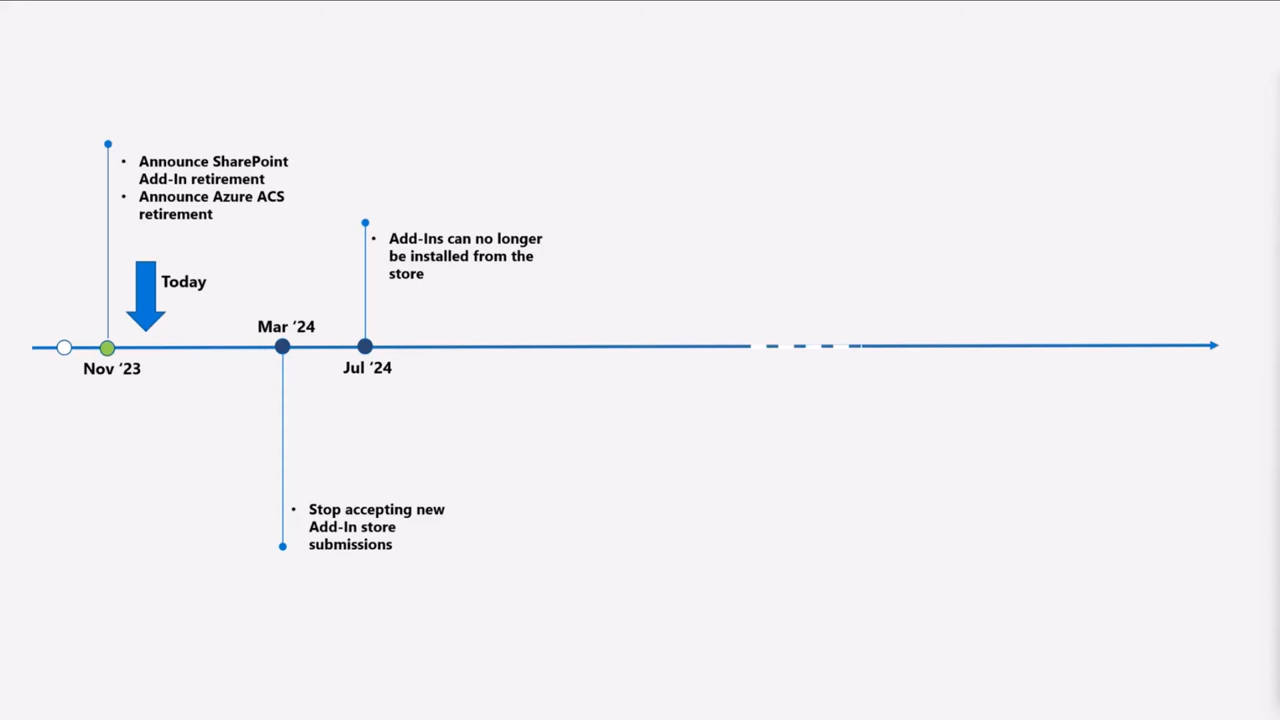 • Announce SharePoint
Add-In retirement
• Announce Azure ACS
retirement
Today
• Add-Ins can no longer
be installed from the
store
Mar ‘24
Nov ‘23
Jul ‘24
• Stop accepting new
Add-In store
submissions